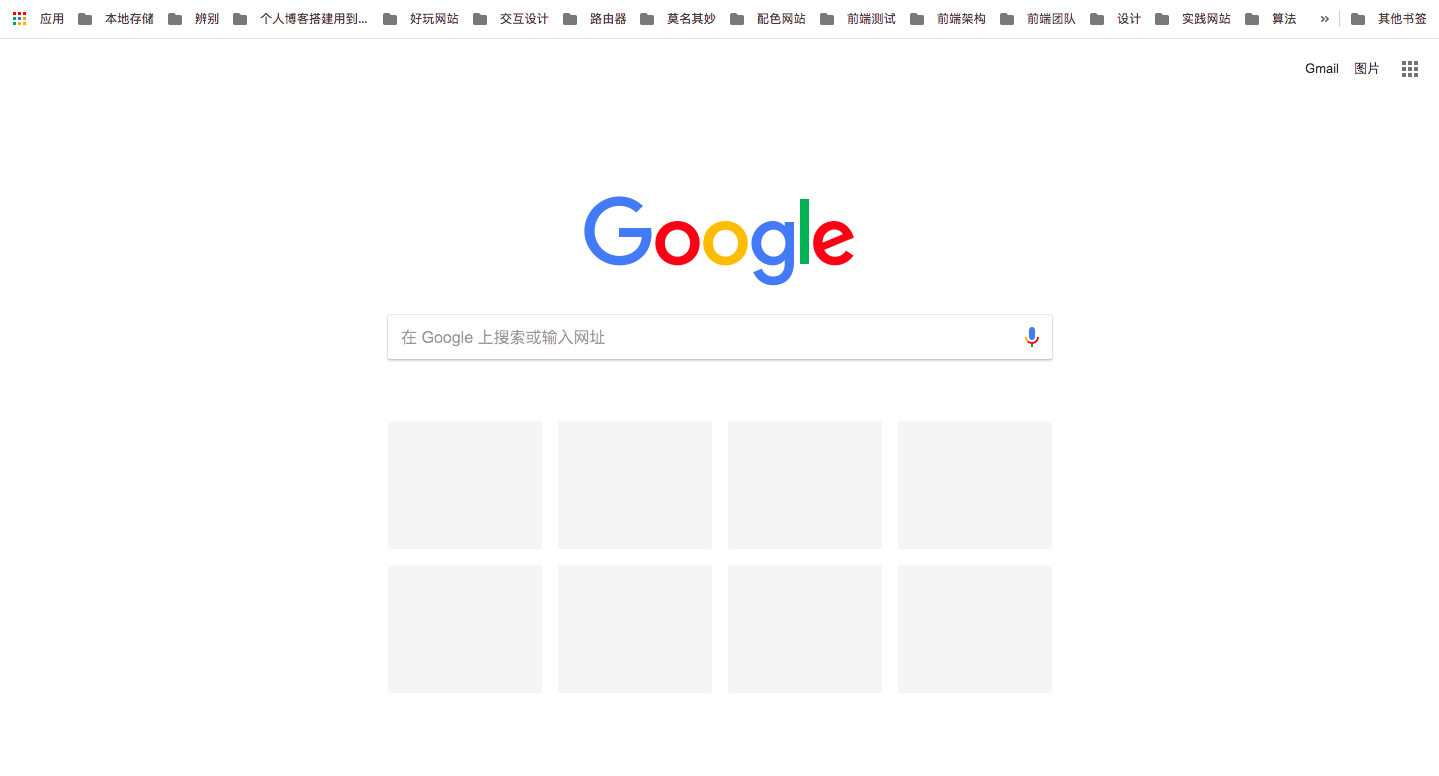 应用 本地存储 辨别 个人博客搭建用到... 好玩网站 交互设计 路由器 莫名其妙 配色网站 前端测试 前端架构 前端团队 设计 实践网站 算法 » 其他书签
Gmail 图片
Google
在 Google 上搜索或输入网址